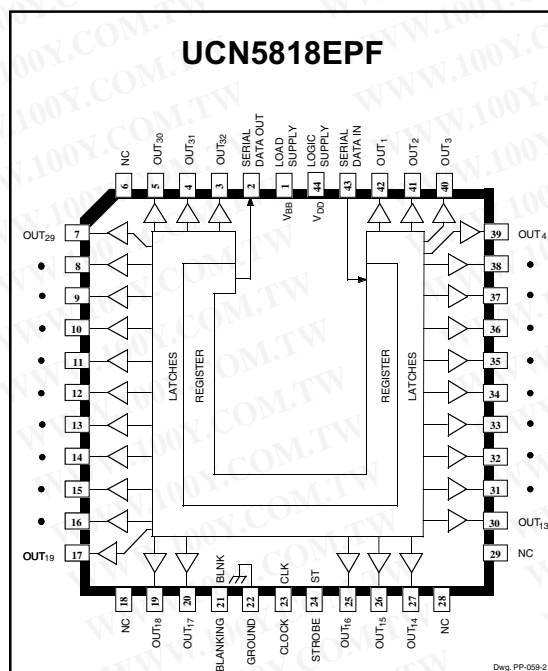 UCN5818EPF
NC
OUT30
OUT31
OUT32
SERIAL DATA OUT
LOAD SUPPLY
LOGIC SUPPLY
SERIAL DATA IN
OUT1
OUT2
OUT3
6
5
4
3
2
1
44
43
42
41
40
VBB
VDD
OUT29
7
8
9
10
11
12
13
14
15
16
OUT19
17
LATCHES
REGISTER
REGISTER
LATCHES
39
OUT4
38
37
36
35
34
33
32
31
30
OUT13
29
NC
BLNK
CLK
ST
18
19
20
21
22
23
24
25
26
27
28
NC
OUT18
OUT17
BLANKING
GROUND
CLOCK
STROBE
OUT16
OUT15
OUT14
NC
Dwg. PP-059-2
WWW.100Y.COM.TW